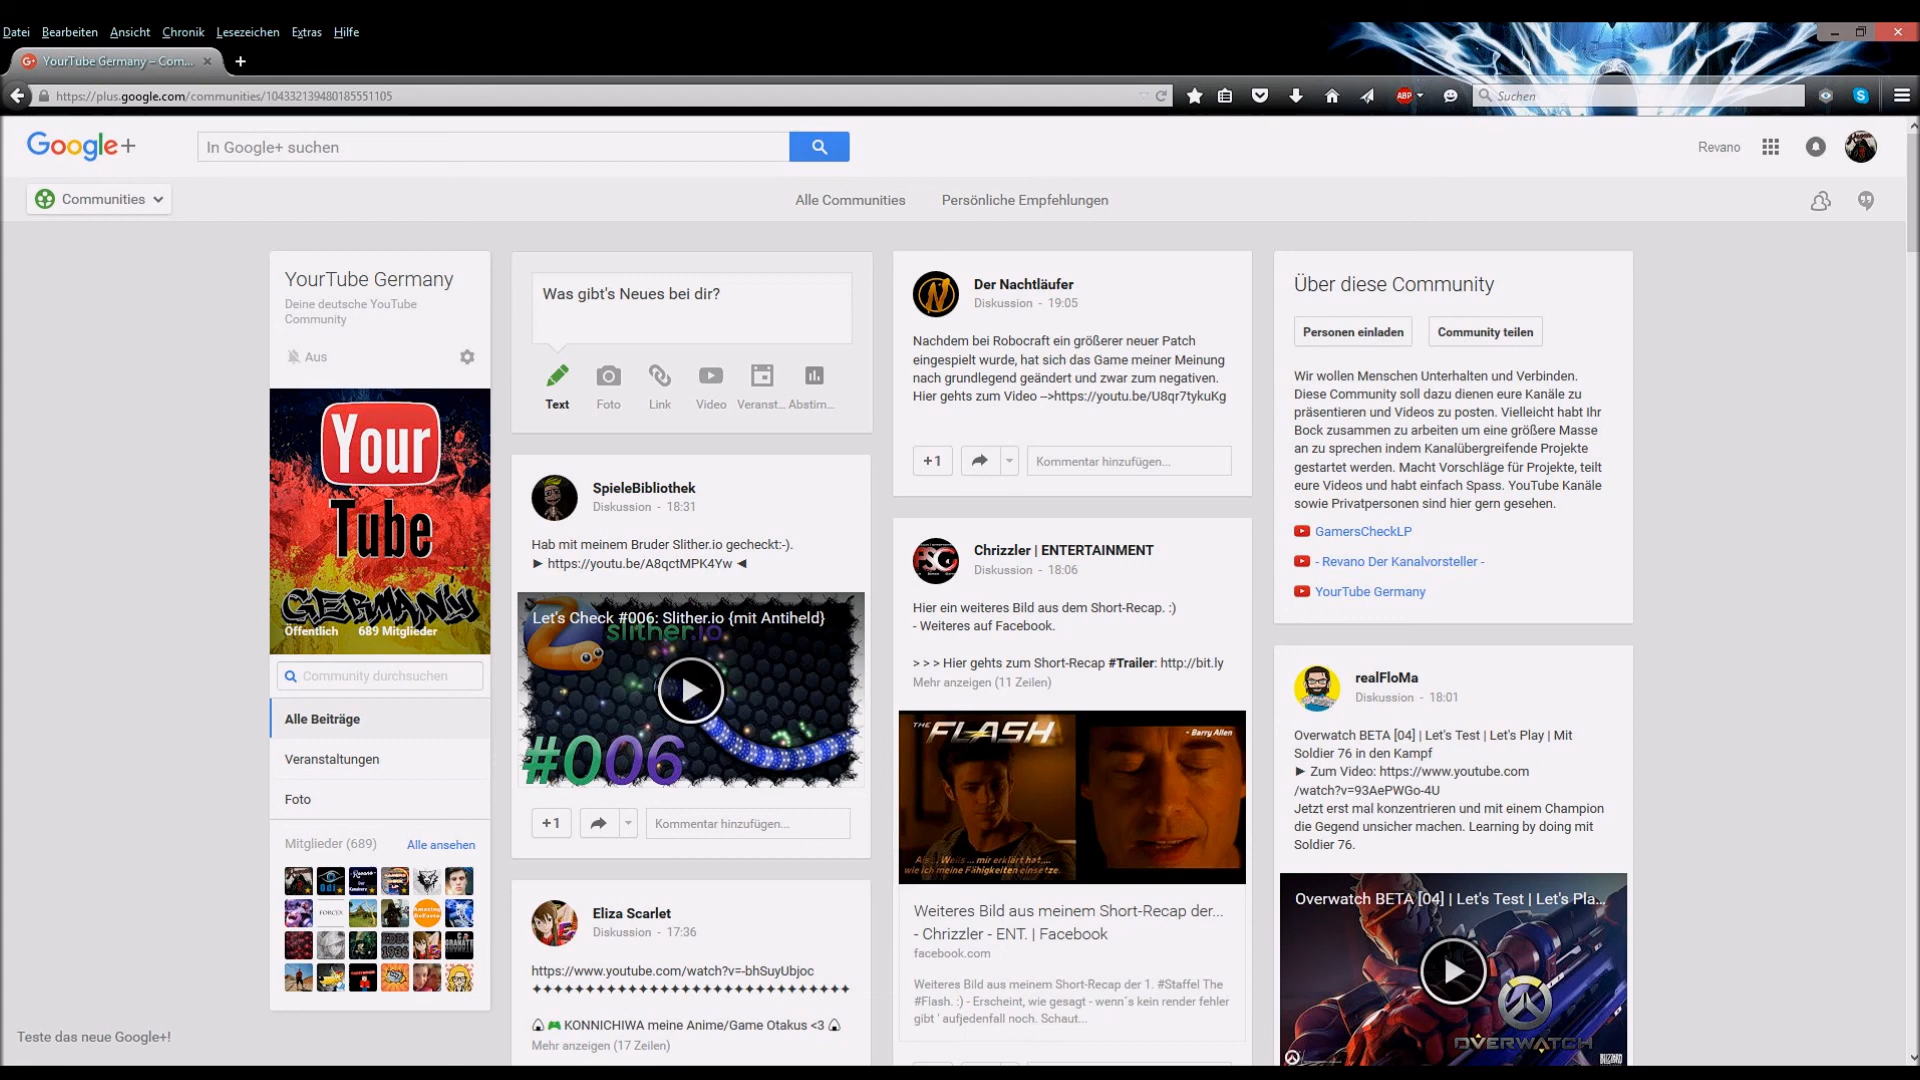 Datei Bearbeiten Ansicht Chronik Lesezeichen Extras Hilfe
YourTube Germany – Com...
https://plus.google.com/communities/104332139480185551105
ABP
Suchen
Google+
In Google+ suchen
Revano
Communities
Alle Communities
Persönliche Empfehlungen
YourTube Germany
Deine deutsche YouTube
Community
Aus
Your
Tube
GERMANY
Öffentlich 689 Mitglieder
Community durchsuchen
Alle Beiträge
Veranstaltungen
Foto
Mitglieder (689)
Alle ansehen
Teste das neue Google+!
Was gibt's Neues bei dir?
Text Foto Link Video Veranst... Abstim...
SpieleBibliothek
Diskussion - 18:31
Hab mit meinem Bruder Slither.io gecheckt:-).
► https://youtu.be/A8qctMPK4Yw ◄
Let's Check #006: Slither.io {mit Antiheld}
slither.io
#006
+1
Kommentar hinzufügen...
Eliza Scarlet
Diskussion - 17:36
https://www.youtube.com/watch?v=-bhSuyUbjoc
KONNICHIWA meine Anime/Game Otakus <3
Mehr anzeigen (17 Zeilen)
Der Nachtläufer
Diskussion - 19:05
Nachdem bei Robocraft ein größerer neuer Patch
eingespielt wurde, hat sich das Game meiner Meinung
nach grundlegend geändert und zwar zum negativen.
Hier gehts zum Video -->https://youtu.be/U8qr7tykuKg
+1
Kommentar hinzufügen...
Chrizzler | ENTERTAINMENT
Diskussion - 18:06
Hier ein weiteres Bild aus dem Short-Recap. :)
- Weiteres auf Facebook.
> > > Hier gehts zum Short-Recap #Trailer: http://bit.ly
Mehr anzeigen (11 Zeilen)
THE FLASH
- Barry Allen
Als ... Wells ... mir erklärt hat....
wie ich meine Fähigkeiten einsetze.
Weiteres Bild aus meinem Short-Recap der...
- Chrizzler - ENT. | Facebook
facebook.com
Weiteres Bild aus meinem Short-Recap der 1. #Staffel The
#Flash. :) - Erscheint, wie gesagt - wenn´s kein render fehler
gibt ' aufjedenfall noch. Schaut...
Über diese Community
Personen einladen
Community teilen
Wir wollen Menschen Unterhalten und Verbinden.
Diese Community soll dazu dienen eure Kanäle zu
präsentieren und Videos zu posten. Vielleicht habt Ihr
Bock zusammen zu arbeiten um eine größere Masse
an zu sprechen indem Kanalübergreifende Projekte
gestartet werden. Macht Vorschläge für Projekte, teilt
eure Videos und habt einfach Spass. YouTube Kanäle
sowie Privatpersonen sind hier gern gesehen.
GamersCheckLP
- Revano Der Kanalvorsteller -
YourTube Germany
realFloMa
Diskussion - 18:01
Overwatch BETA [04] | Let's Test | Let's Play | Mit
Soldier 76 in den Kampf
► Zum Video: https://www.youtube.com
/watch?v=93AePWGo-4U
Jetzt erst mal konzentrieren und mit einem Champion
die Gegend unsicher machen. Learning by doing mit
Soldier 76.
Overwatch BETA [04] | Let's Test | Let's Pla...
OVERWATCH